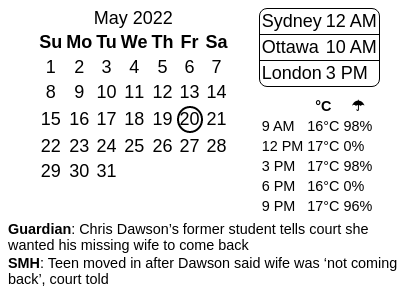 May 2022
Su Mo Tu We Th Fr Sa
1 2 3 4 5 6 7
8 9 10 11 12 13 14
15 16 17 18 19 20 21
22 23 24 25 26 27 28
29 30 31
Sydney 12 AM
Ottawa 10 AM
London 3 PM
°C ☂
9 AM 16°C 98%
12 PM 17°C 0%
3 PM 17°C 98%
6 PM 16°C 0%
9 PM 17°C 96%
Guardian: Chris Dawson’s former student tells court she
wanted his missing wife to come back
SMH: Teen moved in after Dawson said wife was ‘not coming
back’, court told